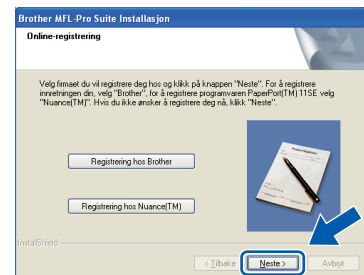 Brother MFL-Pro Suite Installasjon
Online-registrering
Velg firmaet du vil registrere deg hos og klikk på knappen "Neste". For å registrere
innretningen din, velg "Brother", for å registrere programvaren PaperPort(TM) 11SE velg
"Nuance(TM)". Hvis du ikke ønsker å registrere deg nå, klikk "Neste".
Registrering hos Brother
Registrering hos Nuance(TM)
InstallShield
< Tilbake
Neste >
Avbryt